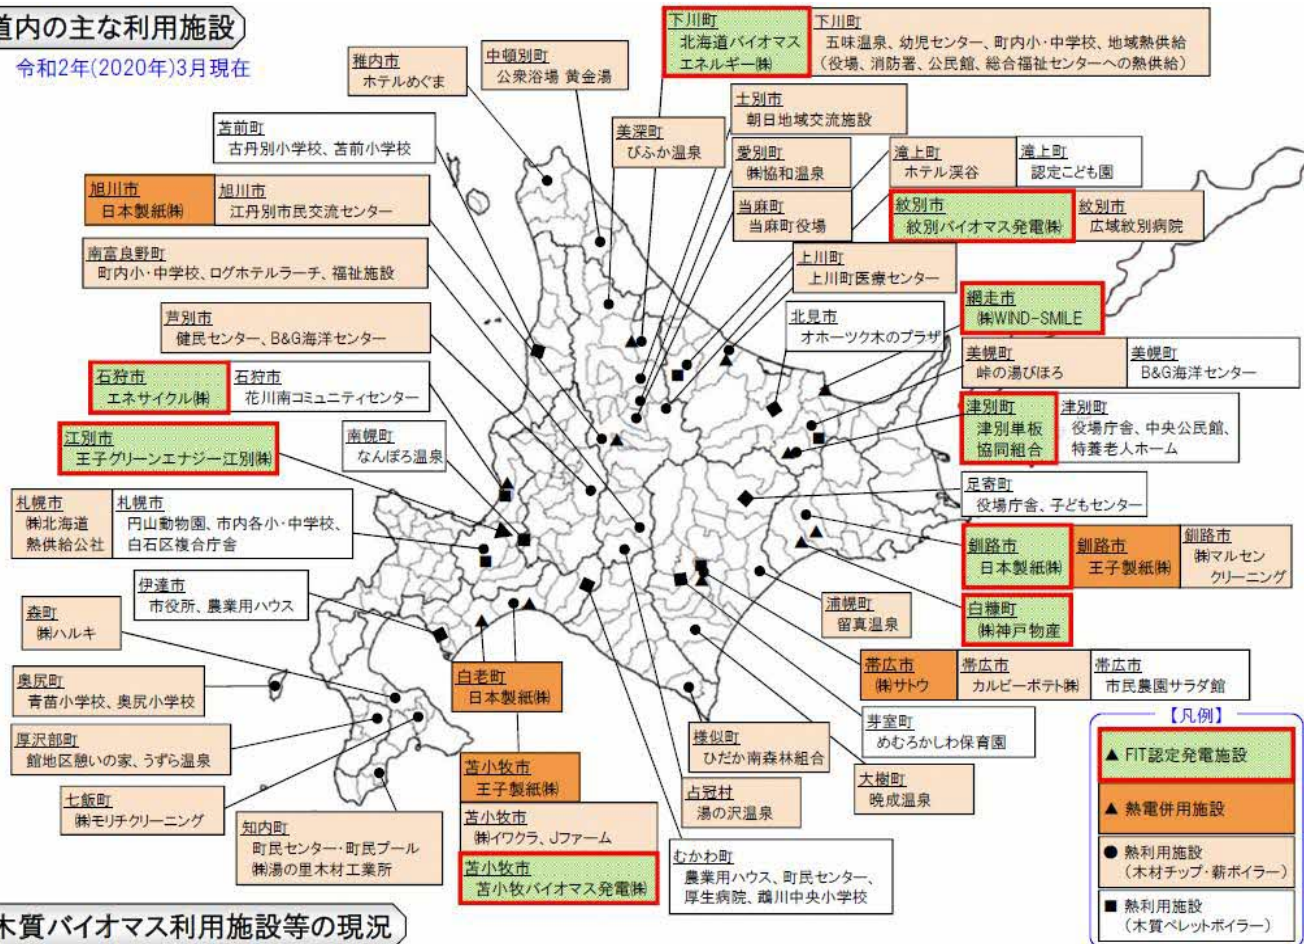 道内の主な利用施設
令和2年(2020年)3月現在
下川町
北海道バイオマス
エネルギー㈱
下川町
五味温泉、幼児センター、町内小・中学校、地域熱供給
(役場、消防署、公民館、総合福祉センターへの熱供給)
稚内市
ホテルめぐま
中頓別町
公衆浴場 黄金湯
士別市
朝日地域交流施設
苫前町
古丹別小学校、苫前小学校
美深町
びふか温泉
愛別町
㈱協和温泉
滝上町
ホテル渓谷
滝上町
認定こども園
旭川市
日本製紙㈱
旭川市
江丹別市民交流センター
当麻町
当麻町役場
紋別市
紋別バイオマス発電㈱
紋別市
広域紋別病院
南富良野町
町内小・中学校、ログホテルラーチ、福祉施設
上川町
上川町医療センター
芦別市
健民センター、B&G海洋センター
北見市
オホーツク木のプラザ
網走市
㈱WIND-SMILE
美幌町
峠の湯びほろ
美幌町
B&G海洋センター
石狩市
エネサイクル㈱
石狩市
花川南コミュニティセンター
津別町
津別単板
協同組合
津別町
役場庁舎、中央公民館、
特養老人ホーム
江別市
王子グリーンエナジー江別㈱
南幌町
なんぽろ温泉
足寄町
役場庁舎、子どもセンター
札幌市
㈱北海道
熱供給公社
札幌市
円山動物園、市内各小・中学校、
白石区複合庁舎
釧路市
日本製紙㈱
釧路市
王子製紙㈱
釧路市
㈱マルセン
クリーニング
伊達市
市役所、農業用ハウス
浦幌町
留真温泉
白糠町
㈱神戸物産
森町
㈱ハルキ
奥尻町
青苗小学校、奥尻小学校
白老町
日本製紙㈱
帯広市
㈱サトウ
帯広市
カルビーポテト㈱
帯広市
市民農園サラダ館
厚沢部町
館地区憩いの家、うずら温泉
様似町
ひだか南森林組合
芽室町
めむろかしわ保育園
苫小牧市
王子製紙㈱
占冠村
湯の沢温泉
大樹町
晩成温泉
七飯町
㈱モリチクリーニング
知内町
町民センター・町民プール
㈱湯の里木材工業所
苫小牧市
㈱イワクラ、Jファーム
苫小牧市
苫小牧バイオマス発電㈱
むかわ町
農業用ハウス、町民センター、
厚生病院、鵡川中央小学校
【凡例】
▲ FIT認定発電施設
▲ 熱電併用施設
● 熱利用施設
(木材チップ・薪ボイラー)
■ 熱利用施設
(木質ペレットボイラー)
木質バイオマス利用施設等の現況